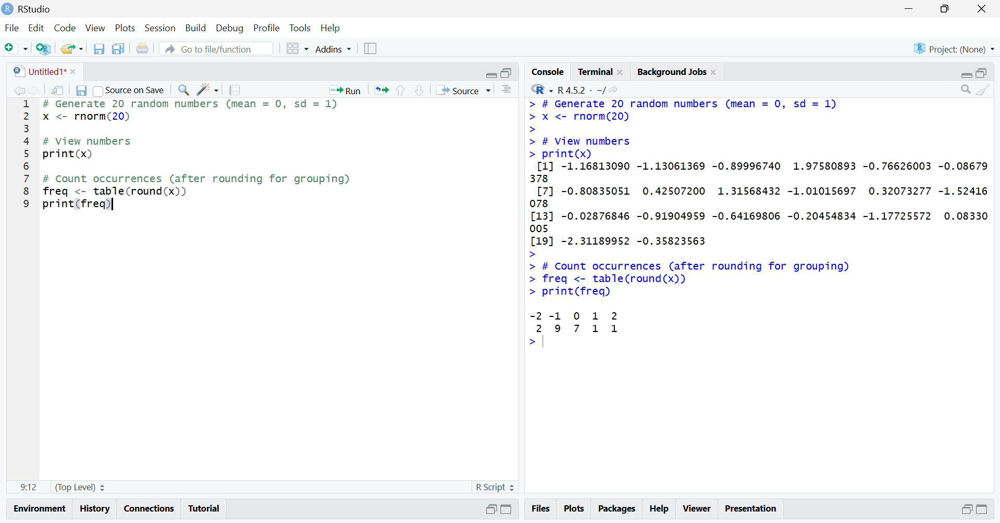 RStudio
File Edit Code View Plots Session Build Debug Profile Tools Help
Go to file/function Addins Project: (None)
Untitled1*
Source on Save Run Source
1 # Generate 20 random numbers (mean = 0, sd = 1)
2 x <- rnorm(20)
3
4 # View numbers
5 print(x)
6
7 # Count occurrences (after rounding for grouping)
8 freq <- table(round(x))
9 print(freq)
9:12 (Top Level) R Script
Environment History Connections Tutorial
Console Terminal Background Jobs
R 4.5.2 · ~/
> # Generate 20 random numbers (mean = 0, sd = 1)
> x <- rnorm(20)
>
> # View numbers
> print(x)
 [1] -1.16813090 -1.13061369 -0.89996740  1.97580893 -0.76626003 -0.08679
378
 [7] -0.80835051  0.42507200  1.31568432 -1.01015697  0.32073277 -1.52416
078
[13] -0.02876846 -0.91904959 -0.64169806 -0.20454834 -1.17725572  0.08330
005
[19] -2.31189952 -0.35823563
>
> # Count occurrences (after rounding for grouping)
> freq <- table(round(x))
> print(freq)

-2 -1  0  1  2
 2  9  7  1  1
>
Files Plots Packages Help Viewer Presentation